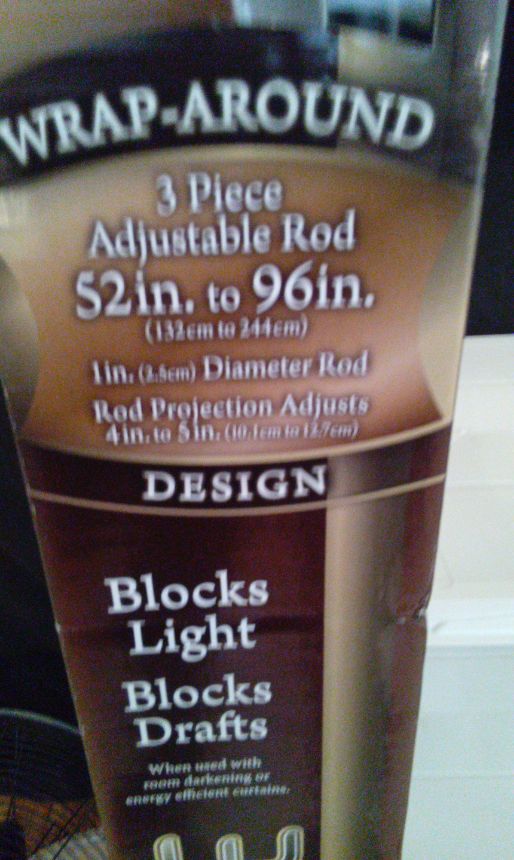 WRAP-AROUND
3 Piece
Adjustable Rod
52in. to 96in.
(132cm to 244cm)
1in. (2.5cm) Diameter Rod
Rod Projection Adjusts
4in. to 5in. (10.1cm to 12.7cm)
DESIGN
Blocks
Light
Blocks
Drafts
When used with
room darkening or
energy efficient curtains.